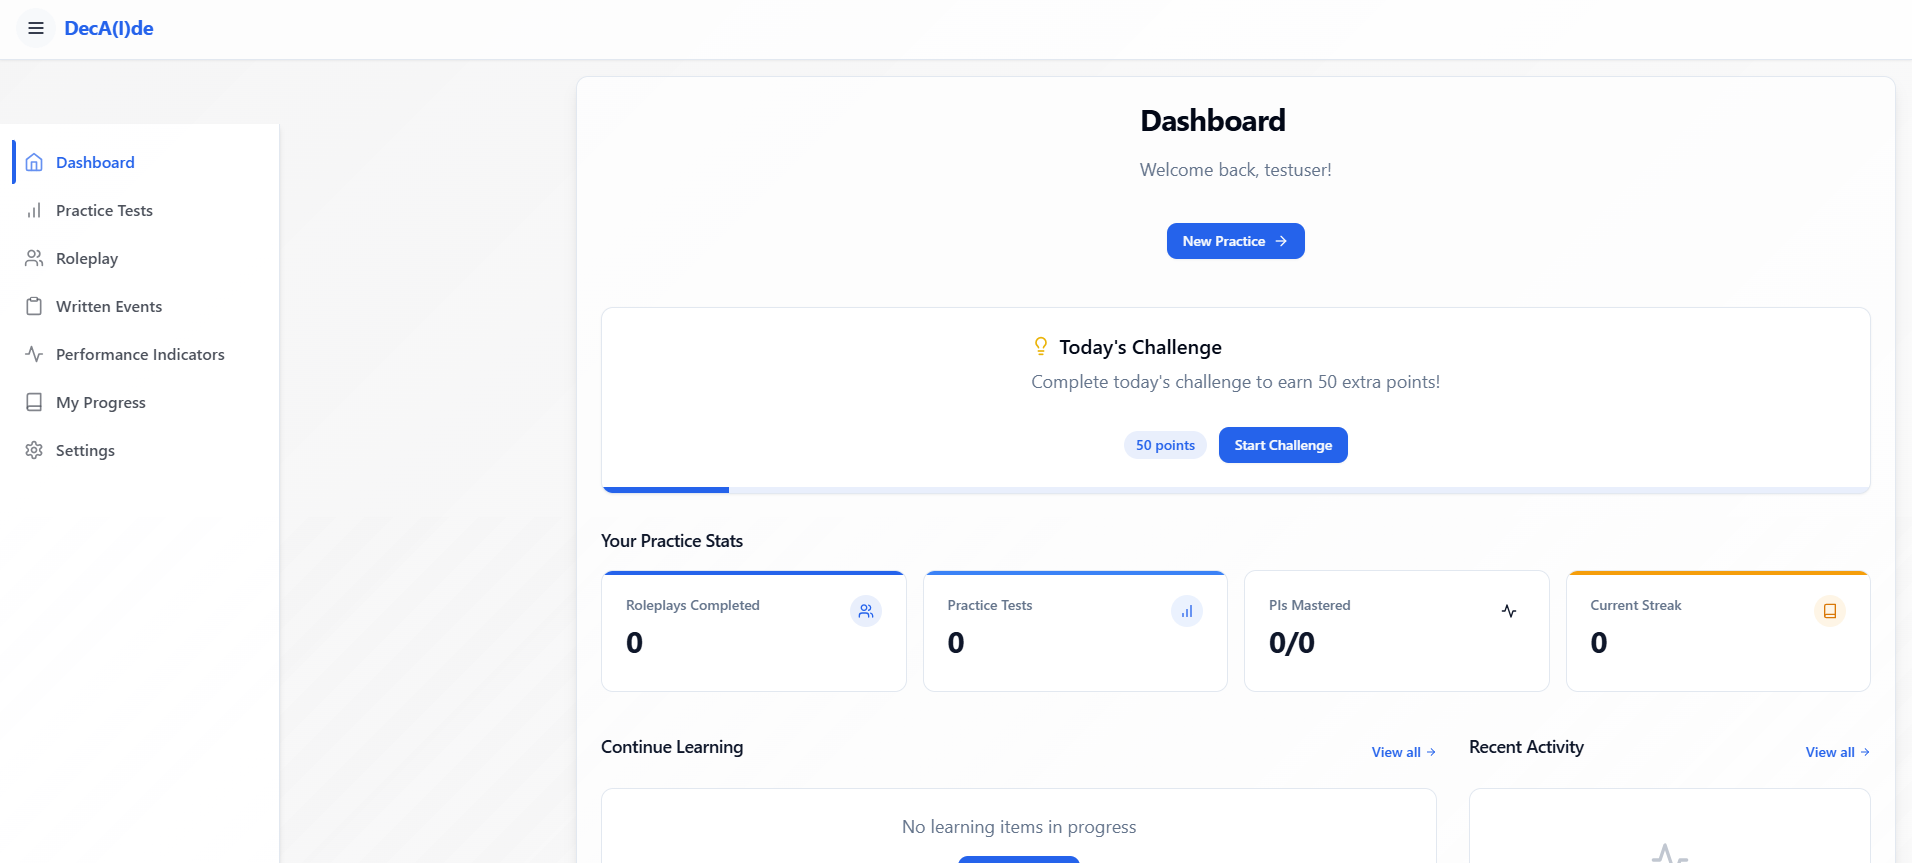 DecA(I)de
Dashboard
Practice Tests
Roleplay
Written Events
Performance Indicators
My Progress
Settings
Dashboard
Welcome back, testuser!
New Practice
Today's Challenge
Complete today's challenge to earn 50 extra points!
50 points
Start Challenge
Your Practice Stats
Roleplays Completed
0
Practice Tests
0
PIs Mastered
0/0
Current Streak
0
Continue Learning
View all
No learning items in progress
Recent Activity
View all